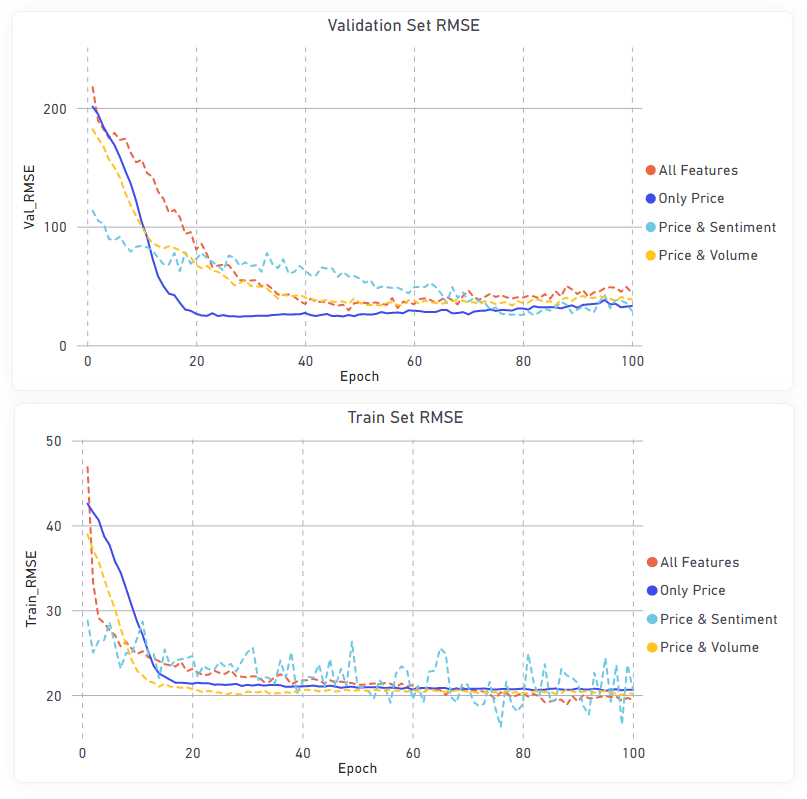 Validation Set RMSE
200
100
0
Val_RMSE
0 20 40 60 80 100
Epoch
All Features
Only Price
Price & Sentiment
Price & Volume
Train Set RMSE
50
40
30
20
Train_RMSE
0 20 40 60 80 100
Epoch
All Features
Only Price
Price & Sentiment
Price & Volume